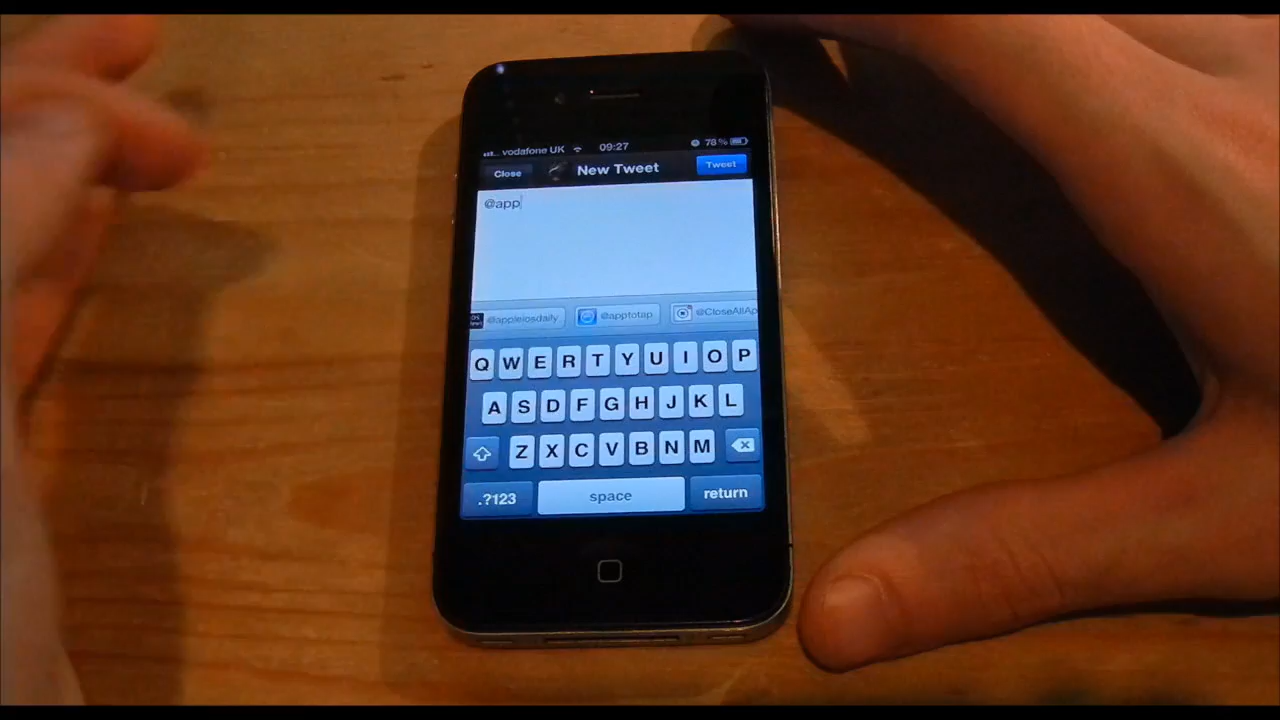 vodafone UK 09:27 78%
Close New Tweet Tweet
@app
@appleiosdaily @apptotap @CloseAllAp
Q W E R T Y U I O P
A S D F G H J K L
Z X C V B N M
.?123 space return